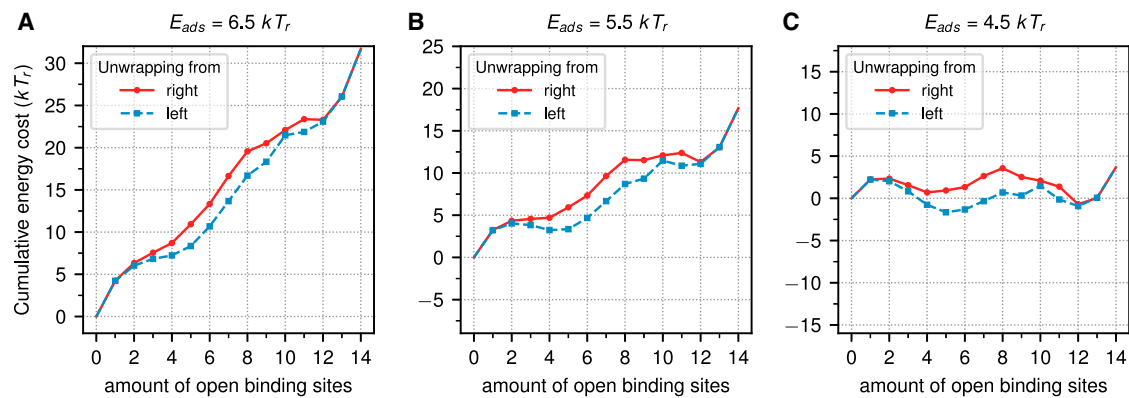 A
E_ads = 6.5 kT_r
Cumulative energy cost (kT_r)
30
25
20
15
10
5
0
Unwrapping from
right
left
0 2 4 6 8 10 12 14
amount of open binding sites
B
E_ads = 5.5 kT_r
25
20
15
10
5
0
−5
Unwrapping from
right
left
0 2 4 6 8 10 12 14
amount of open binding sites
C
E_ads = 4.5 kT_r
15
10
5
0
−5
−10
−15
Unwrapping from
right
left
0 2 4 6 8 10 12 14
amount of open binding sites